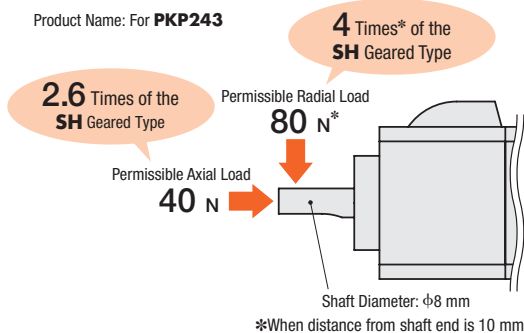 Product Name: For PKP243
4 Times* of the
SH Geared Type
2.6 Times of the
SH Geared Type
Permissible Radial Load
80 N*
Permissible Axial Load
40 N
Shaft Diameter: ϕ8 mm
*When distance from shaft end is 10 mm